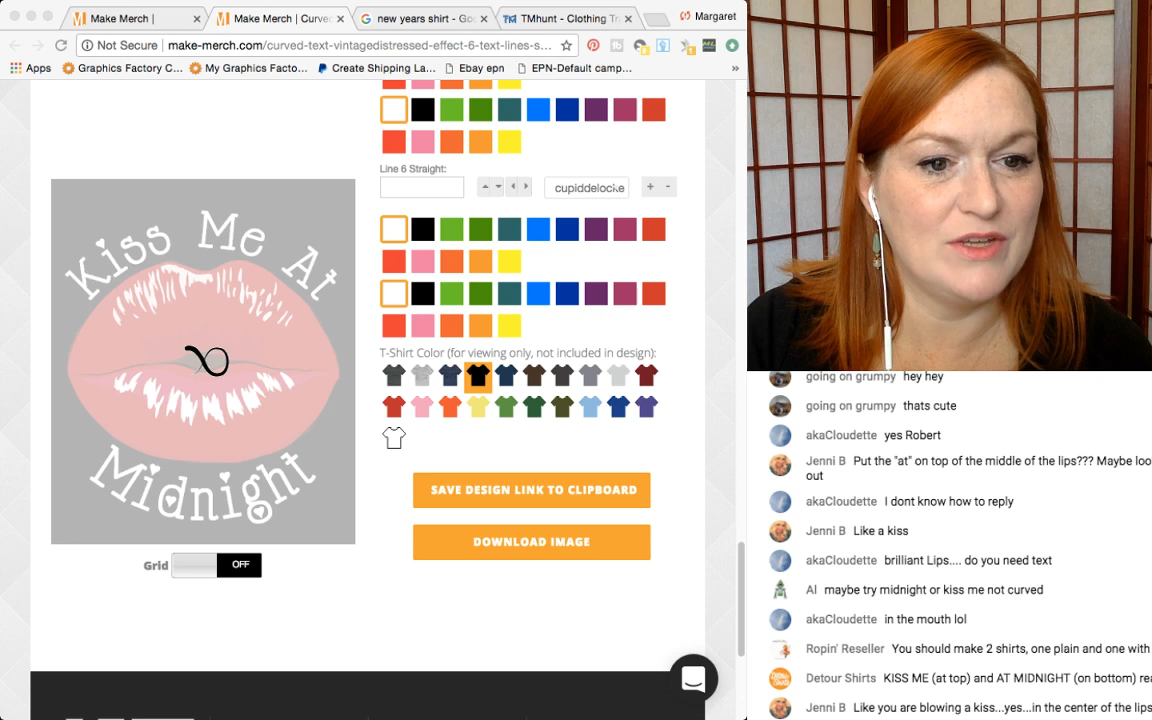 Make Merch |
Make Merch | Curve
new years shirt - Goo
TMhunt - Clothing Tr
Margaret
Not Secure | make-merch.com/curved-text-vintagedistressed-effect-6-text-lines-s...
Apps
Graphics Factory C...
My Graphics Facto...
Create Shipping La...
Ebay epn
EPN-Default camp...
»
Line 6 Straight:
cupiddelocke
+ -
T-Shirt Color (for viewing only, not included in design):
Kiss Me At
Midnight
SAVE DESIGN LINK TO CLIPBOARD
DOWNLOAD IMAGE
Grid
OFF
going on grumpy hey hey
going on grumpy thats cute
akaCloudette yes Robert
Jenni B Put the "at" on top of the middle of the lips??? Maybe loo
out
akaCloudette I dont know how to reply
Jenni B Like a kiss
akaCloudette brilliant Lips.... do you need text
Al maybe try midnight or kiss me not curved
akaCloudette in the mouth lol
Ropin' Reseller You should make 2 shirts, one plain and one with
Detour Shirts KISS ME (at top) and AT MIDNIGHT (on bottom) rea
Jenni B Like you are blowing a kiss...yes...in the center of the lips